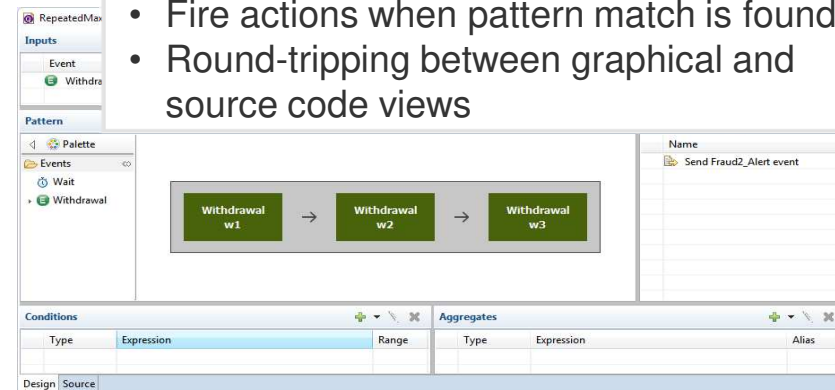 • Fire actions when pattern match is found
• Round-tripping between graphical and
source code views
Inputs
Event
Pattern
Palette
Name
Events
Send Fraud2_Alert event
Wait
Withdrawal
Withdrawal
w1
→
Withdrawal
w2
→
Withdrawal
w3
Conditions
Aggregates
Type Expression Range
Type Expression Alias
Design Source